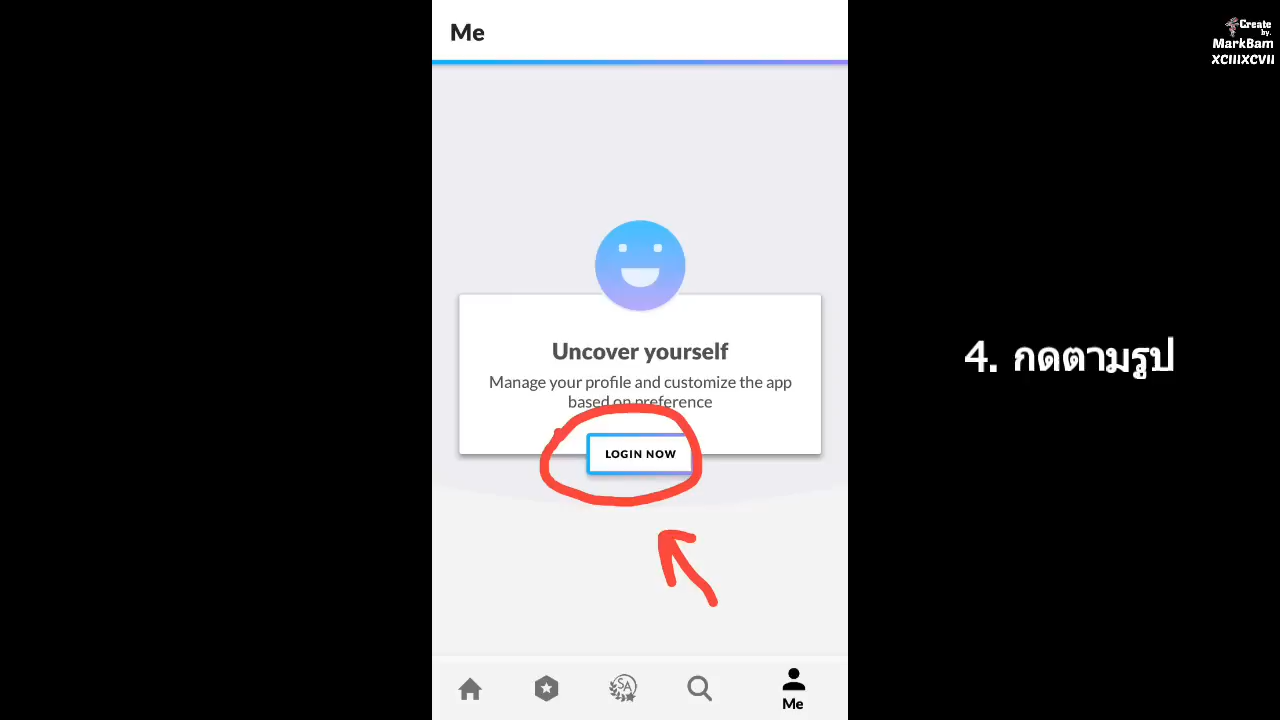 Me
Create
by.
MarkBam
XCIIIXCVII
Uncover yourself
Manage your profile and customize the app
based on preference
LOGIN NOW
4. กดตามรูป
SA
Me